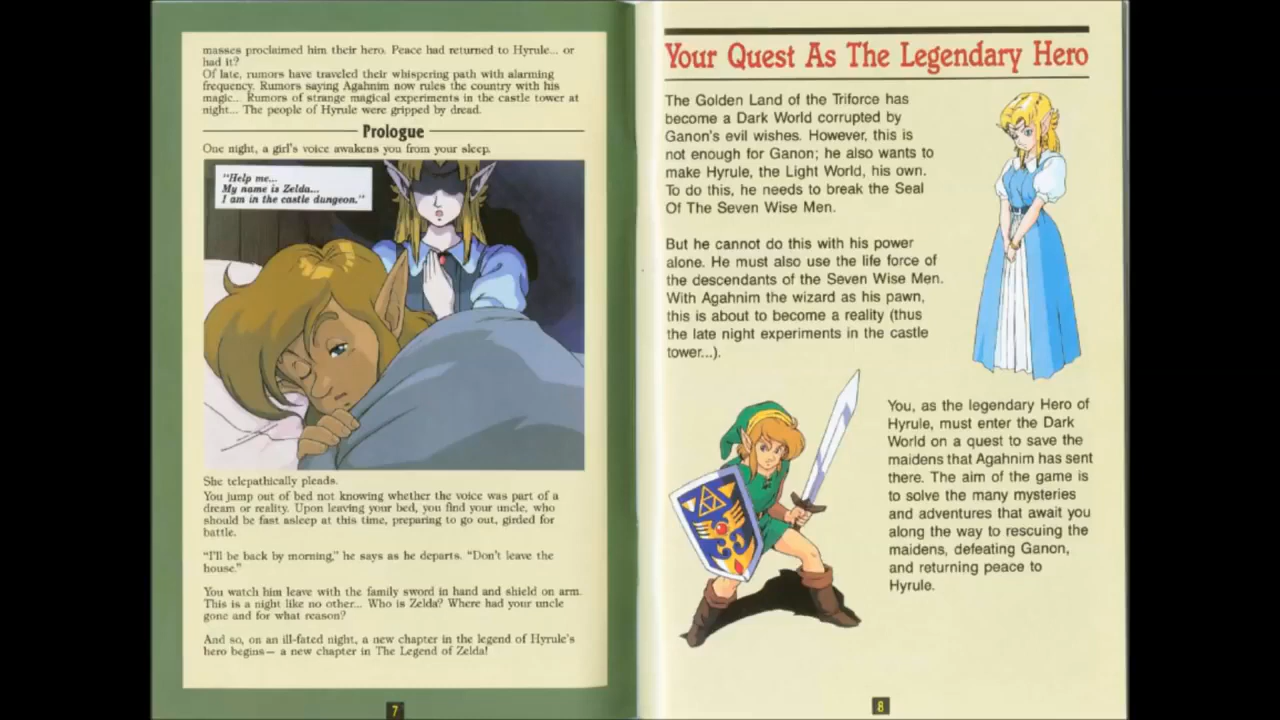 masses proclaimed him their hero. Peace had returned to Hyrule... or
had it?
Of late, rumors have traveled their whispering path with alarming
frequency. Rumors saying Agahnim now rules the country with his
magic... Rumors of strange magical experiments in the castle tower at
night... The people of Hyrule were gripped by dread.
Prologue
One night, a girl's voice awakens you from your sleep.
"Help me...
My name is Zelda...
I am in the castle dungeon."
She telepathically pleads.
You jump out of bed not knowing whether the voice was part of a
dream or reality. Upon leaving your bed, you find your uncle, who
should be fast asleep at this time, preparing to go out, girded for
battle.
"I'll be back by morning," he says as he departs. "Don't leave the
house."
You watch him leave with the family sword in hand and shield on arm.
This is a night like no other... Who is Zelda? Where had your uncle
gone and for what reason?
And so, on an ill-fated night, a new chapter in the legend of Hyrule's
hero begins— a new chapter in The Legend of Zelda!
7
Your Quest As The Legendary Hero
The Golden Land of the Triforce has
become a Dark World corrupted by
Ganon's evil wishes. However, this is
not enough for Ganon; he also wants to
make Hyrule, the Light World, his own.
To do this, he needs to break the Seal
Of The Seven Wise Men.
But he cannot do this with his power
alone. He must also use the life force of
the descendants of the Seven Wise Men.
With Agahnim the wizard as his pawn,
this is about to become a reality (thus
the late night experiments in the castle
tower...).
You, as the legendary Hero of
Hyrule, must enter the Dark
World on a quest to save the
maidens that Agahnim has sent
there. The aim of the game is
to solve the many mysteries
and adventures that await you
along the way to rescuing the
maidens, defeating Ganon,
and returning peace to
Hyrule.
8